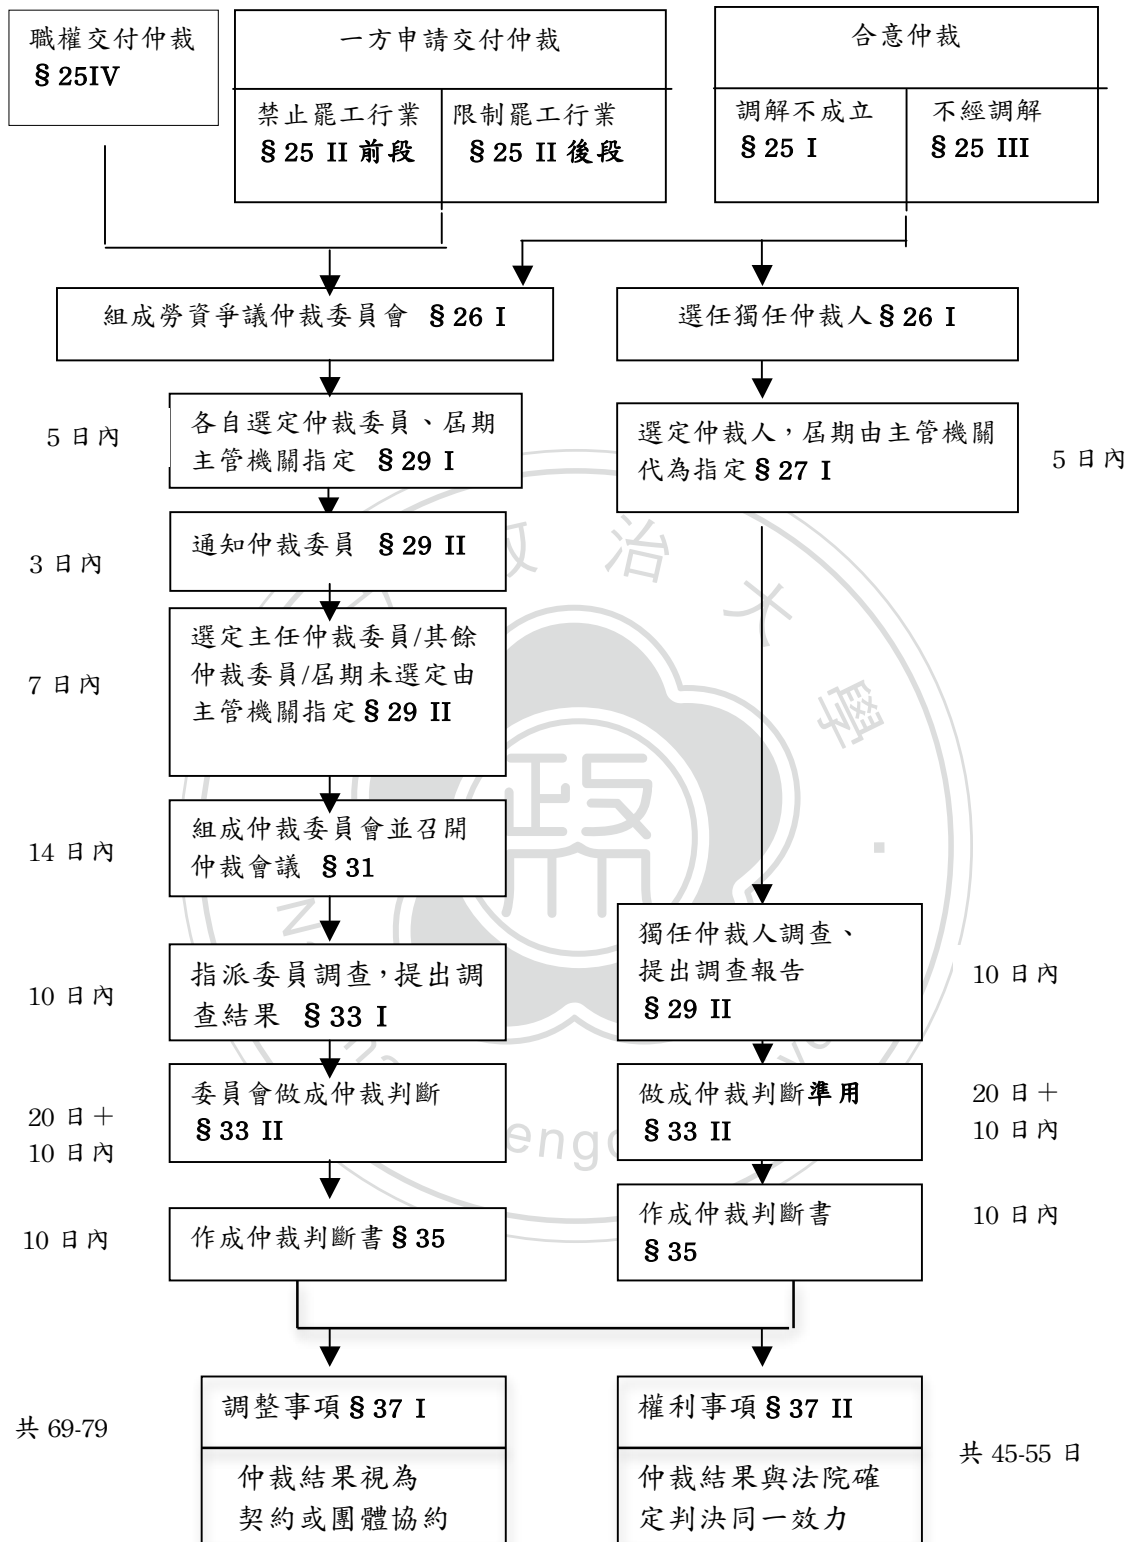 職權交付仲裁
§25IV
一方申請交付仲裁
禁止罷工行業
§25 II 前段
限制罷工行業
§25 II 後段
合意仲裁
調解不成立
§25 I
不經調解
§25 III
組成勞資爭議仲裁委員會 §26 I
選任獨任仲裁人§26 I
5 日內
各自選定仲裁委員、屆期
主管機關指定 §29 I
選定仲裁人，屆期由主管機關
代為指定§27 I
5 日內
3 日內
通知仲裁委員 §29 II
7 日內
選定主任仲裁委員/其餘
仲裁委員/屆期未選定由
主管機關指定§29 II
14 日內
組成仲裁委員會並召開
仲裁會議 §31
10 日內
指派委員調查，提出調
查結果 §33 I
獨任仲裁人調查、
提出調查報告
§29 II
10 日內
20 日＋
10 日內
委員會做成仲裁判斷
§33 II
做成仲裁判斷準用
§33 II
20 日＋
10 日內
10 日內
作成仲裁判斷書§35
作成仲裁判斷書
§35
10 日內
共 69-79
調整事項§37 I
仲裁結果視為
契約或團體協約
權利事項§37 II
仲裁結果與法院確
定判決同一效力
共 45-55 日
政
治
大
學
政